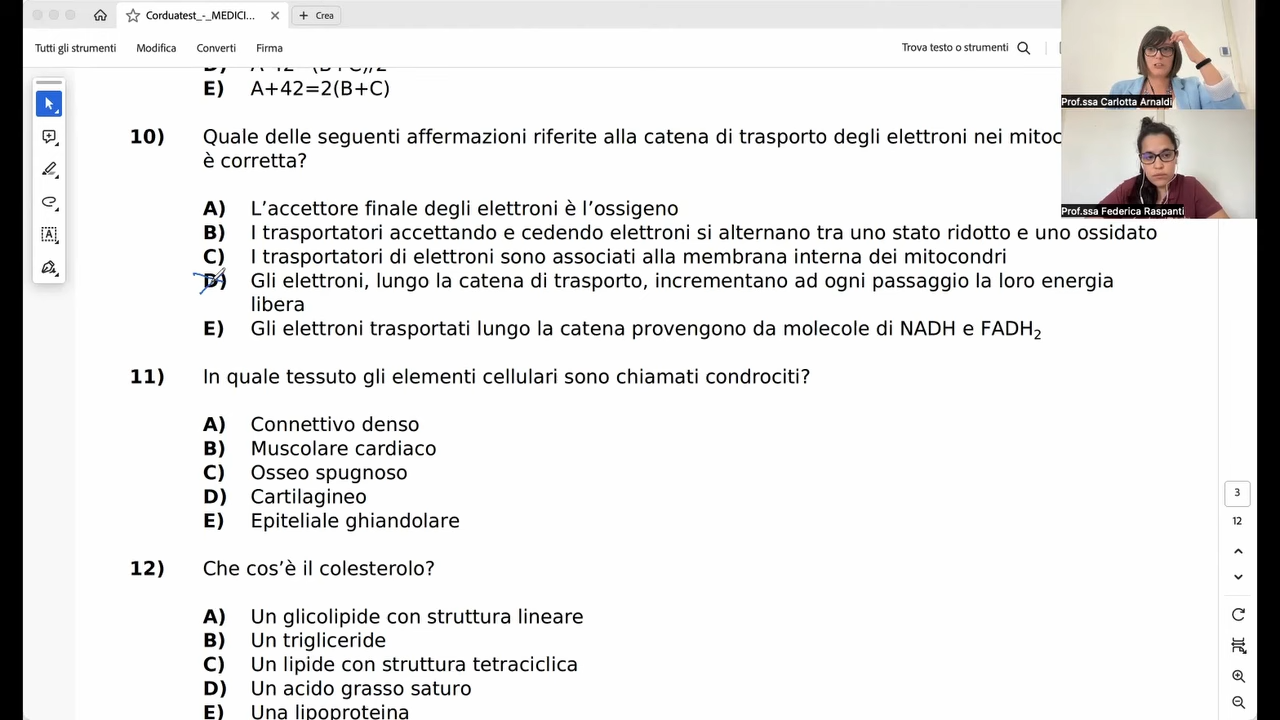 Corduatest_-_MEDICI...
Crea
Tutti gli strumenti
Modifica
Converti
Firma
Trova testo o strumenti
E) A+42=2(B+C)
Prof.ssa Carlotta Arnaldi
Prof.ssa Federica Raspanti
10) Quale delle seguenti affermazioni riferite alla catena di trasporto degli elettroni nei mitoc
è corretta?
A) L’accettore finale degli elettroni è l’ossigeno
B) I trasportatori accettando e cedendo elettroni si alternano tra uno stato ridotto e uno ossidato
C) I trasportatori di elettroni sono associati alla membrana interna dei mitocondri
D) Gli elettroni, lungo la catena di trasporto, incrementano ad ogni passaggio la loro energia
libera
E) Gli elettroni trasportati lungo la catena provengono da molecole di NADH e FADH₂
11) In quale tessuto gli elementi cellulari sono chiamati condrociti?
A) Connettivo denso
B) Muscolare cardiaco
C) Osseo spugnoso
D) Cartilagineo
E) Epiteliale ghiandolare
12) Che cos’è il colesterolo?
A) Un glicolipide con struttura lineare
B) Un trigliceride
C) Un lipide con struttura tetraciclica
D) Un acido grasso saturo
E) Una lipoproteina
3
12